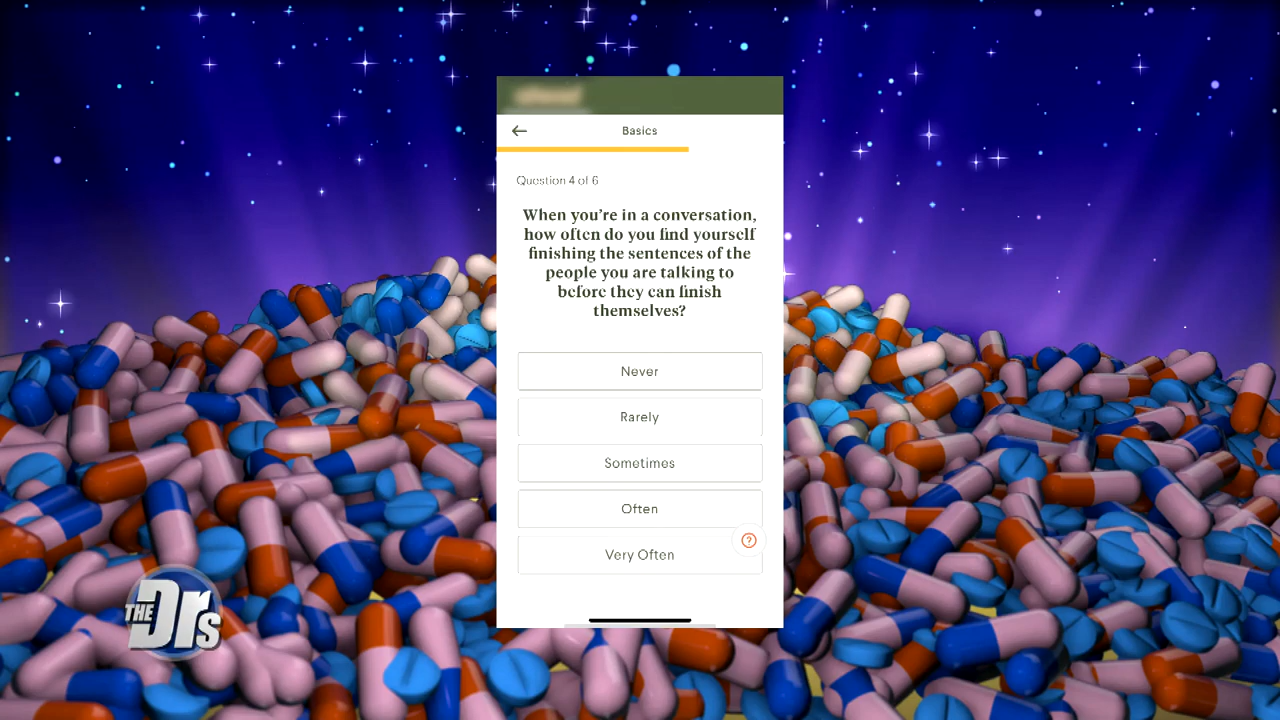 Basics
Question 4 of 6
When you're in a conversation,
how often do you find yourself
finishing the sentences of the
people you are talking to
before they can finish
themselves?
Never
Rarely
Sometimes
Often
?
Very Often
THE Drs